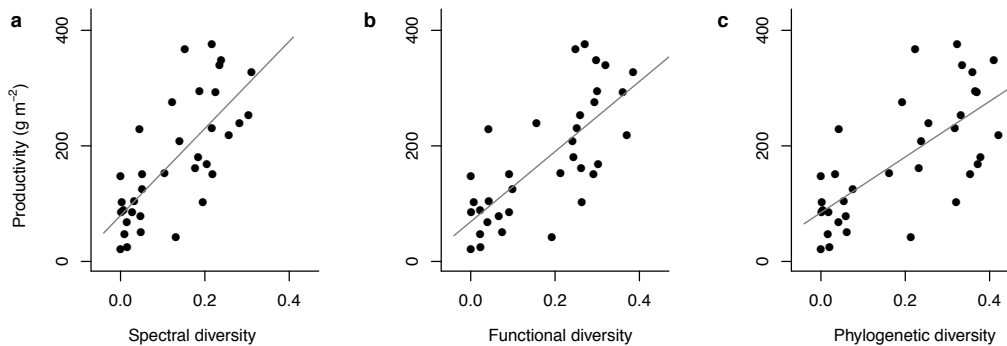 a
b
c
Productivity (g m⁻²)
0
200
400
0.0 0.2 0.4
Spectral diversity
0
200
400
0.0 0.2 0.4
Functional diversity
0
200
400
0.0 0.2 0.4
Phylogenetic diversity